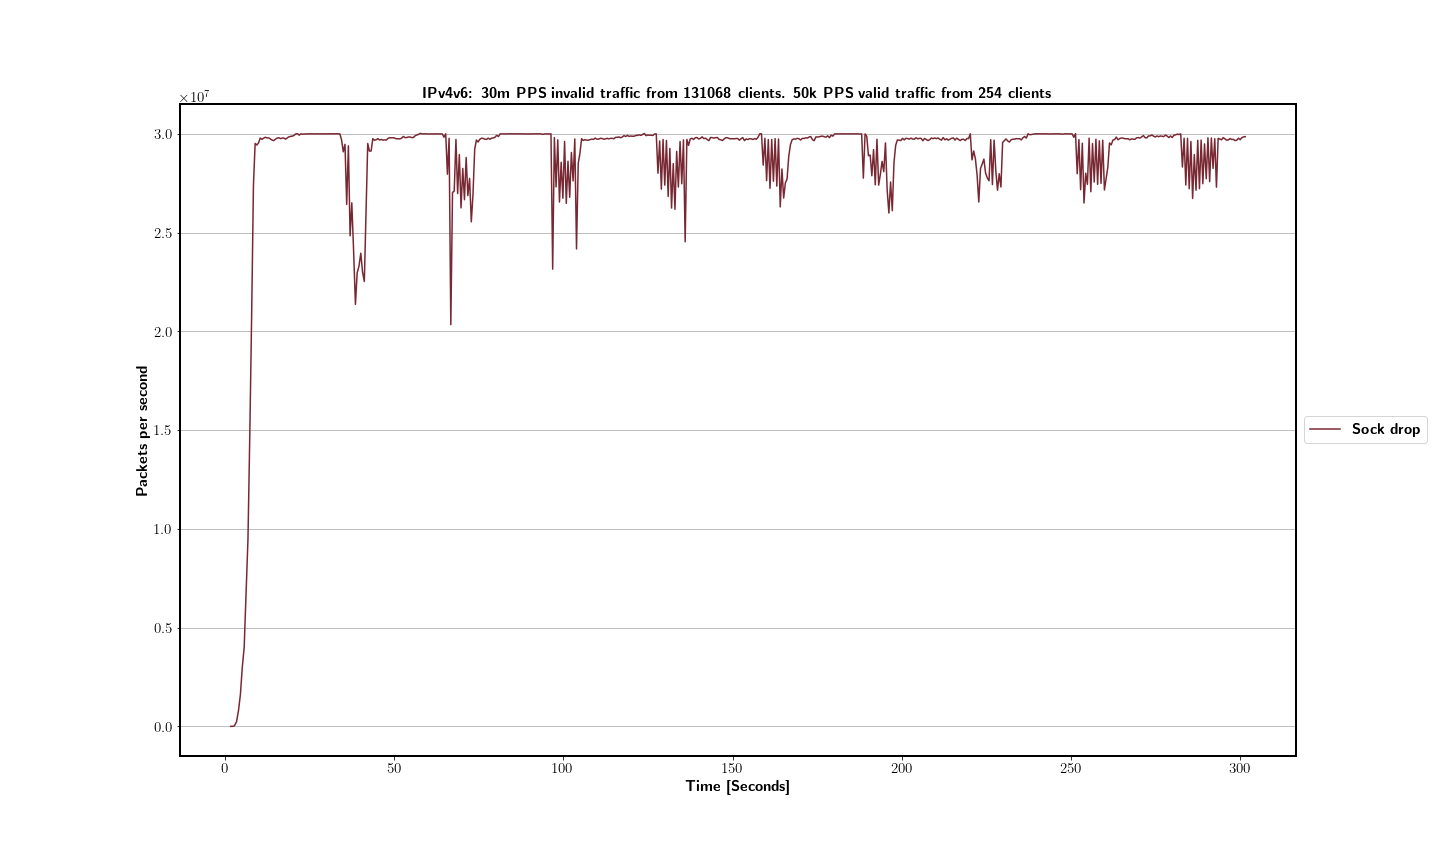 IPv4v6: 30m PPS invalid traffic from 131068 clients. 50k PPS valid traffic from 254 clients
×10⁷
3.0
2.5
2.0
1.5
1.0
0.5
0.0
Packets per second
0 50 100 150 200 250 300
Time [Seconds]
Sock drop